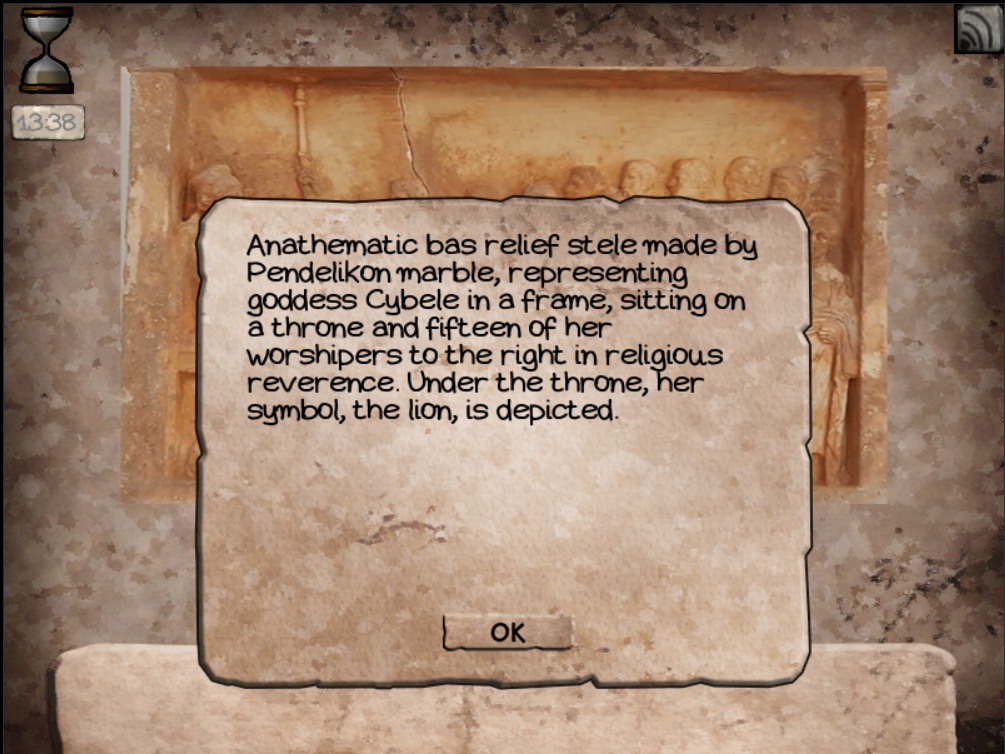 13:38
Anathematic bas relief stele made by
Pendelikon marble, representing
goddess Cybele in a frame, sitting on
a throne and fifteen of her
worshipers to the right in religious
reverence. Under the throne, her
symbol, the lion, is depicted.
OK